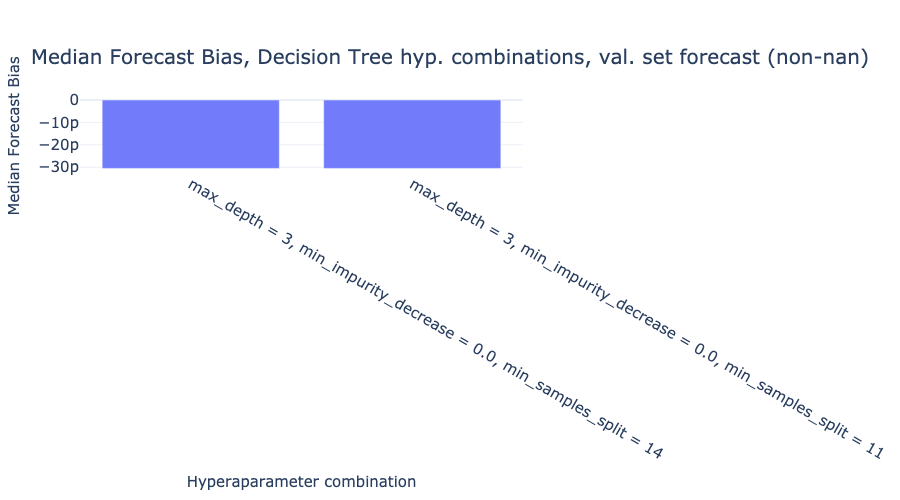 Median Forecast Bias, Decision Tree hyp. combinations, val. set forecast (non-nan)
Median Forecast Bias
0
−10p
−20p
−30p
max_depth = 3, min_impurity_decrease = 0.0, min_samples_split = 14
max_depth = 3, min_impurity_decrease = 0.0, min_samples_split = 11
Hyperaparameter combination